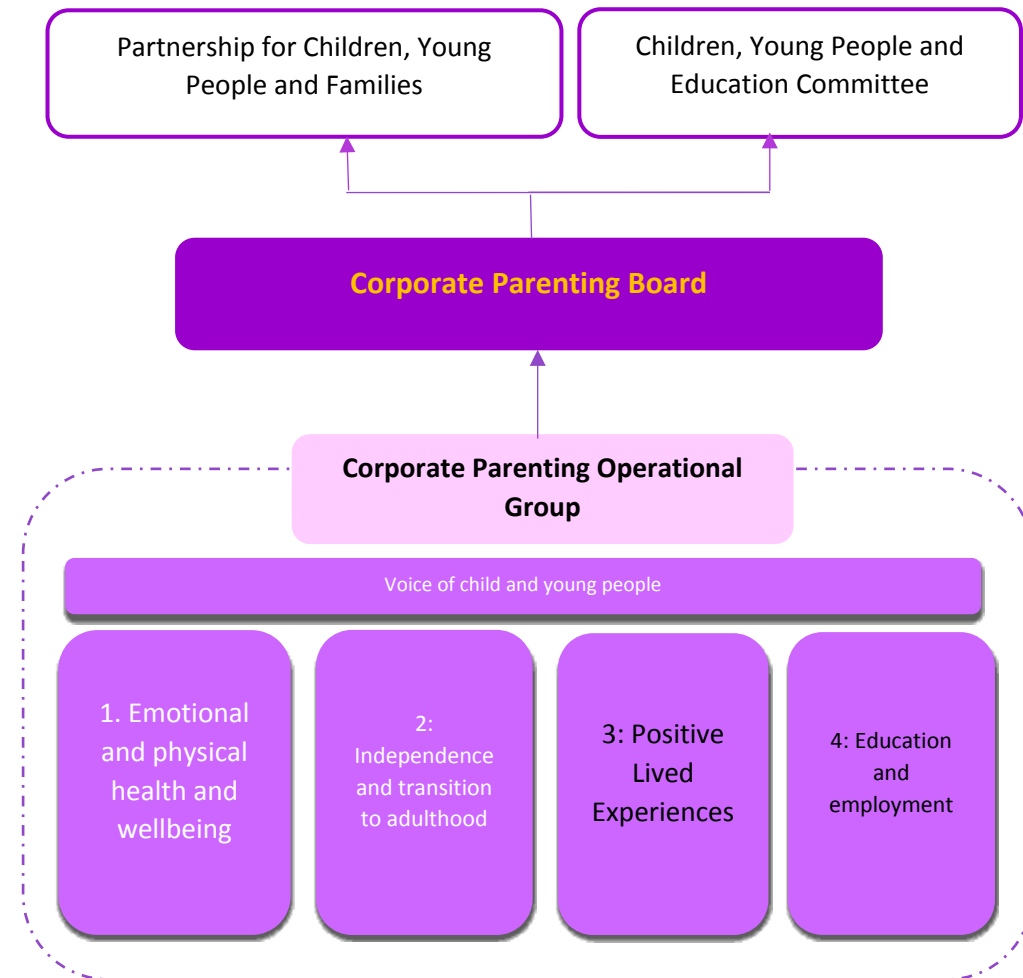 Partnership for Children, Young
People and Families
Children, Young People and
Education Committee
Corporate Parenting Board
Corporate Parenting Operational
Group
Voice of child and young people
1. Emotional
and physical
health and
wellbeing
2:
Independence
and transition
to adulthood
3: Positive
Lived
Experiences
4: Education
and
employment